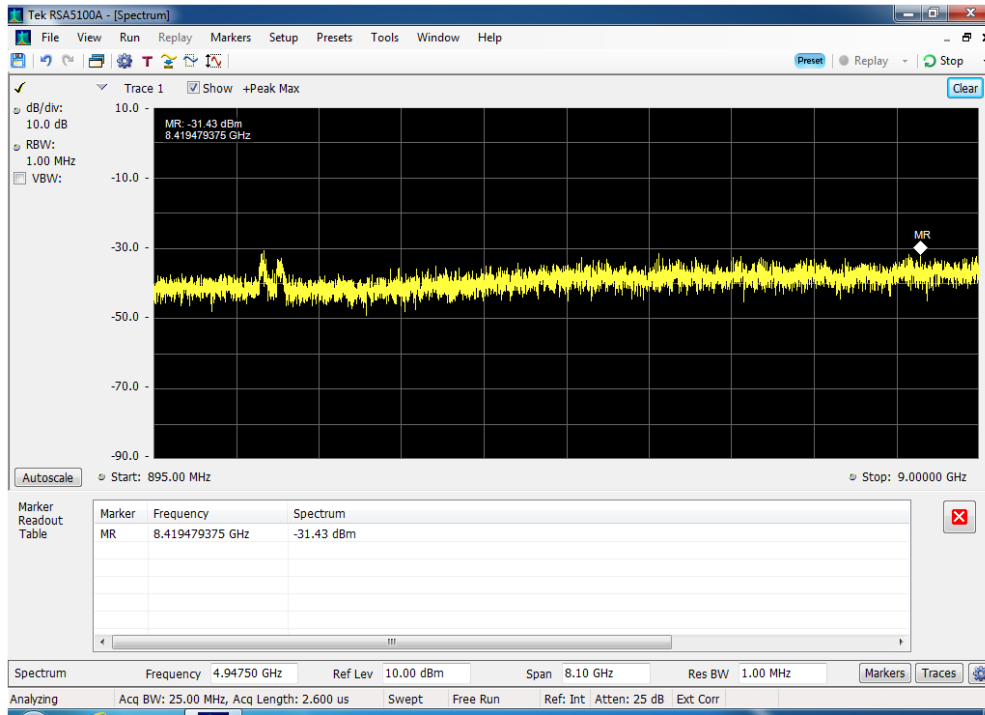 Tek RSA5100A - [Spectrum]
File View Run Replay Markers Setup Presets Tools Window Help
T Preset Replay Stop
Trace 1 Show +Peak Max Clear
dB/div:
10.0 dB
RBW:
1.00 MHz
VBW:
10.0
-10.0
-30.0
-50.0
-70.0
-90.0
MR: -31.43 dBm
8.419479375 GHz
MR
Autoscale Start: 895.00 MHz Stop: 9.00000 GHz
Marker
Readout
Table
Marker Frequency Spectrum
MR 8.419479375 GHz -31.43 dBm
Spectrum Frequency 4.94750 GHz Ref Lev 10.00 dBm Span 8.10 GHz Res BW 1.00 MHz Markers Traces
Analyzing Acq BW: 25.00 MHz, Acq Length: 2.600 us Swept Free Run Ref: Int Atten: 25 dB Ext Corr